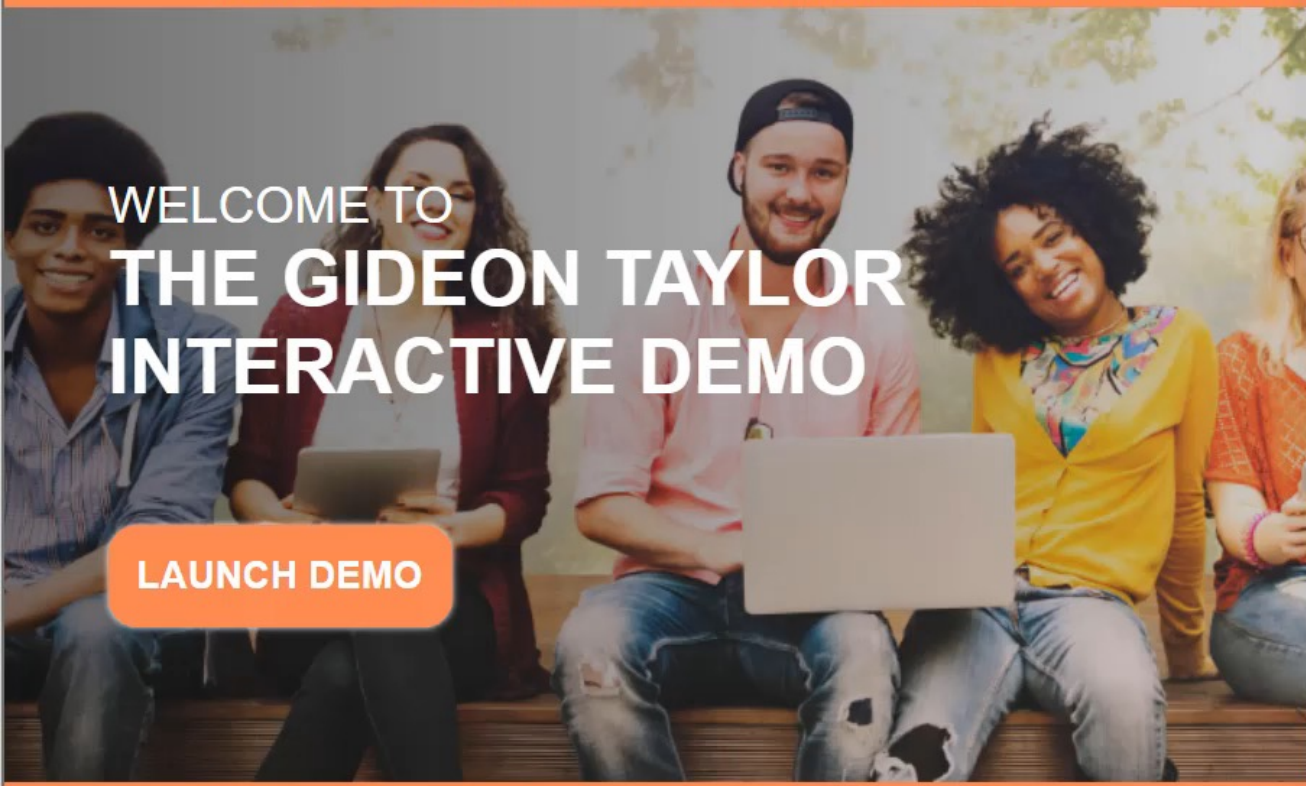 WELCOME TO
THE GIDEON TAYLOR
INTERACTIVE DEMO
LAUNCH DEMO